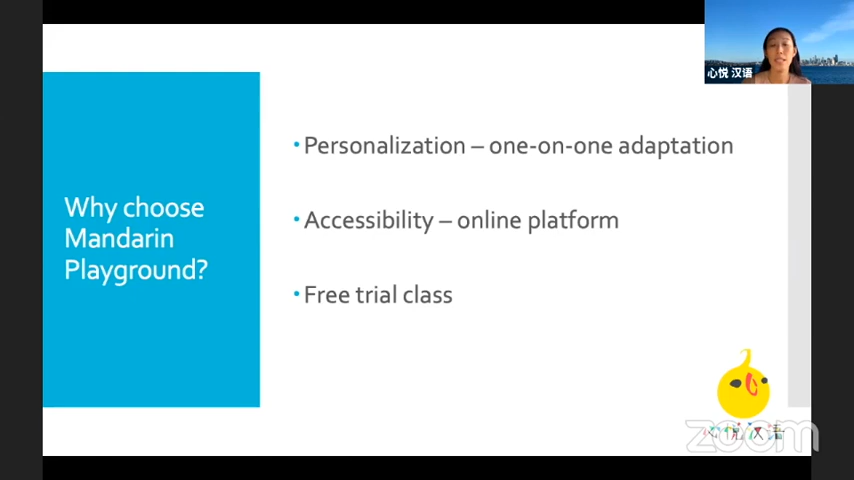 心悦 汉语
Why choose
Mandarin
Playground?
• Personalization – one-on-one adaptation
• Accessibility – online platform
• Free trial class
心悦汉语
zoom